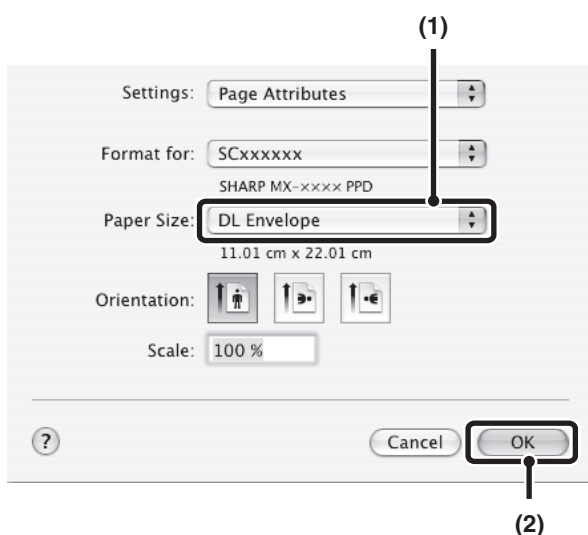 (1)
Settings: Page Attributes
Format for: SCxxxxxx
SHARP MX-×××× PPD
Paper Size: DL Envelope
11.01 cm x 22.01 cm
Orientation:
Scale: 100 %
? Cancel OK
(2)